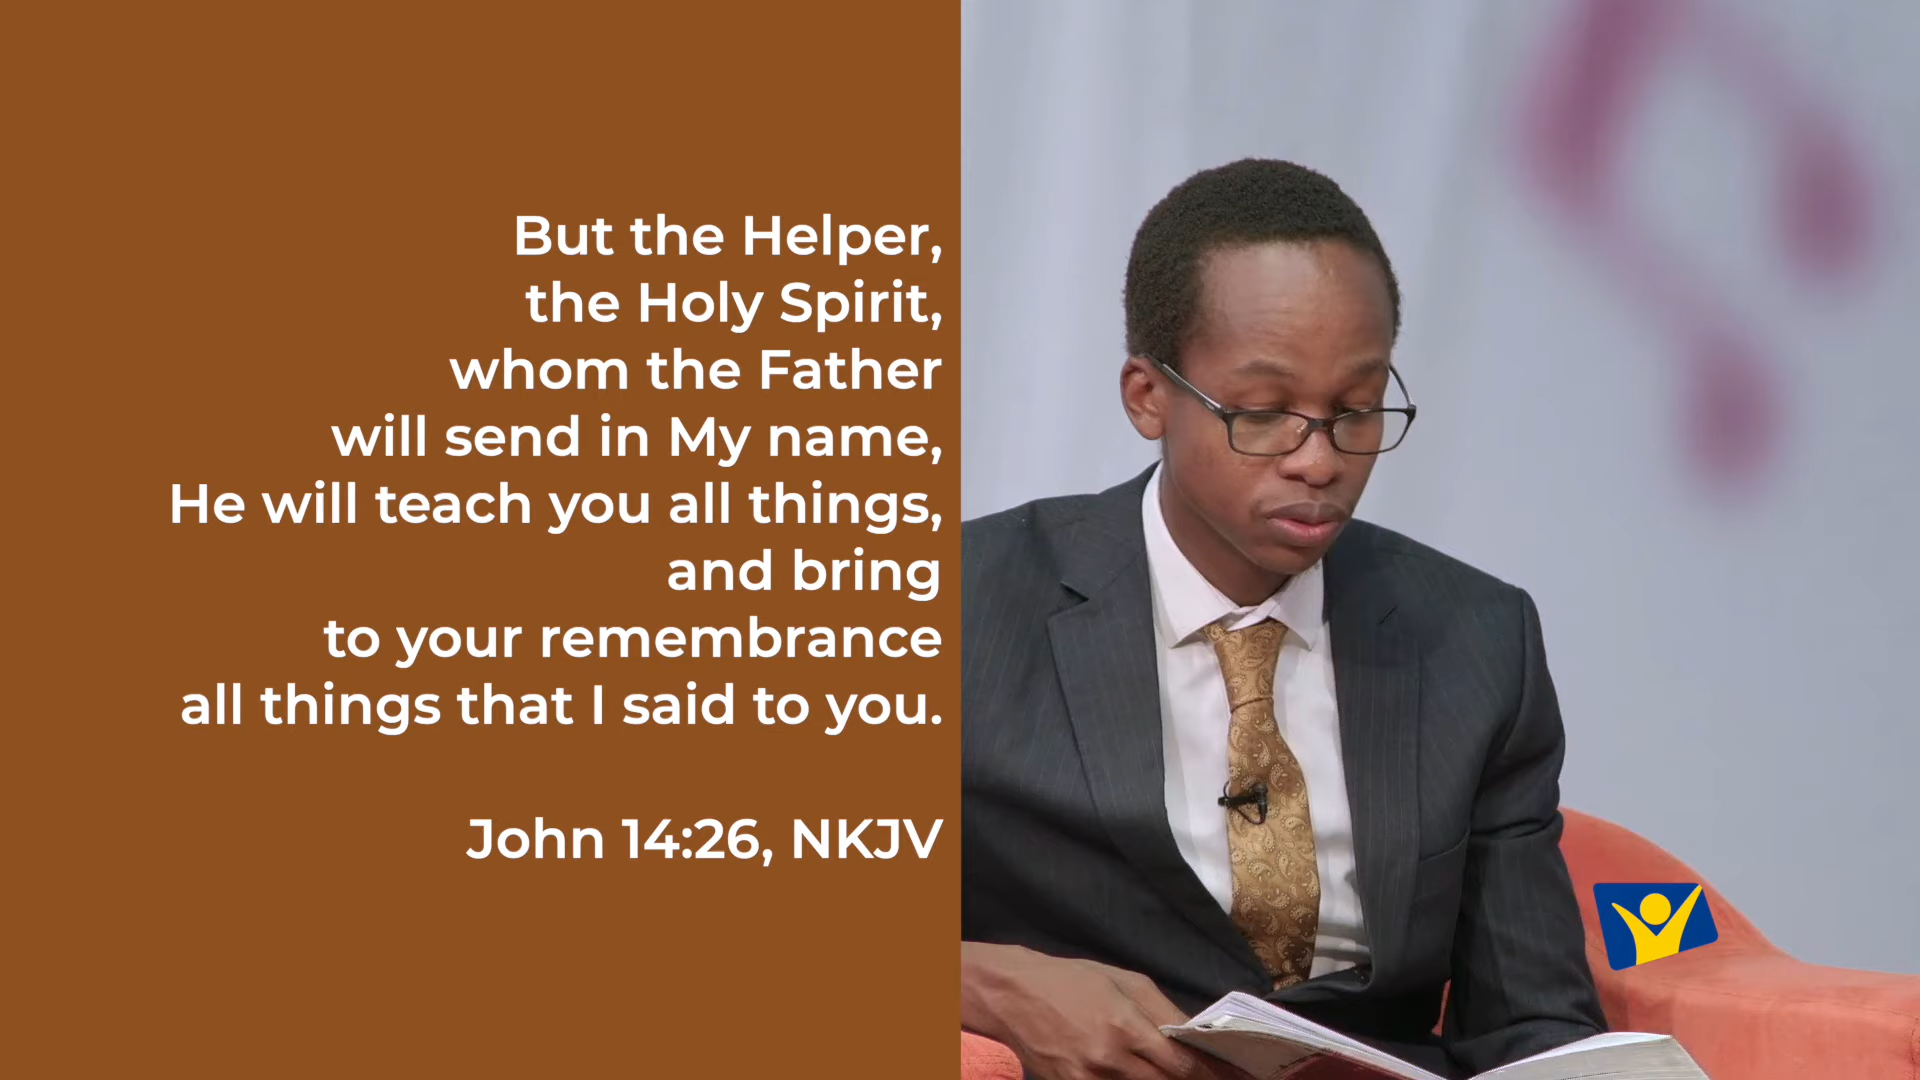 But the Helper,
the Holy Spirit,
whom the Father
will send in My name,
He will teach you all things,
and bring
to your remembrance
all things that I said to you.
John 14:26, NKJV